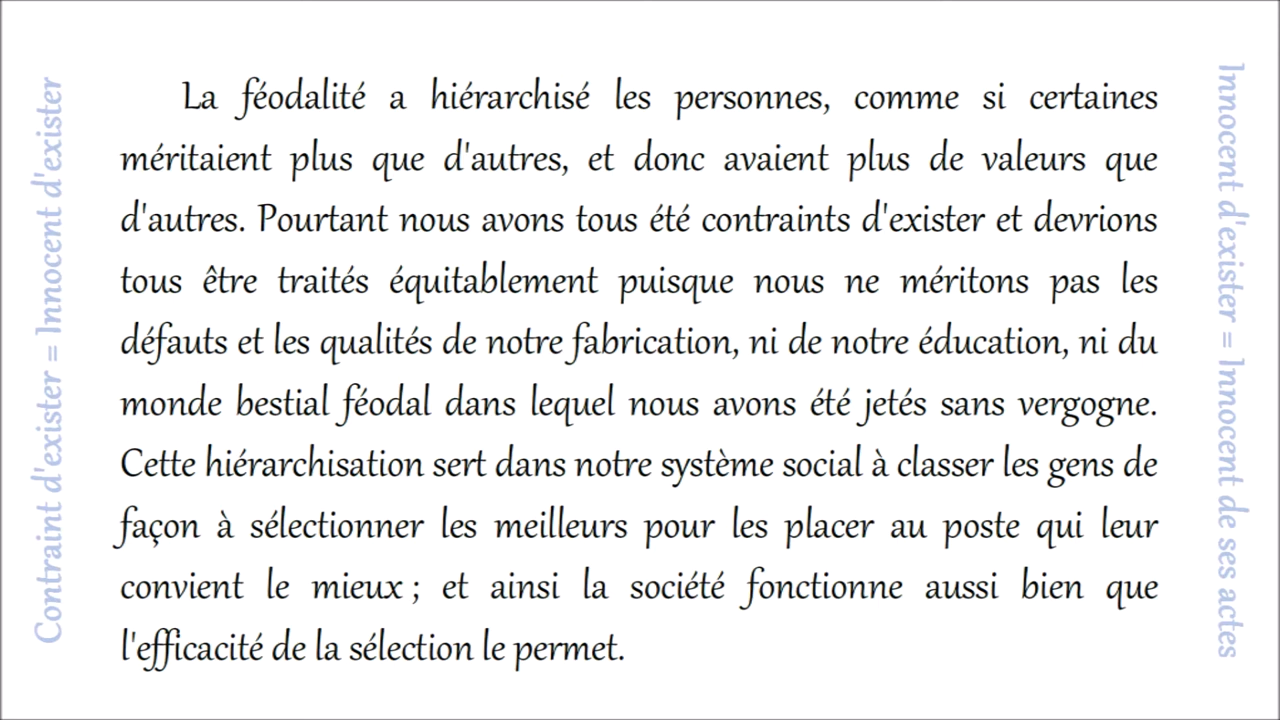 Contraint d'exister = Innocent d'exister
La féodalité a hiérarchisé les personnes, comme si certaines
méritaient plus que d'autres, et donc avaient plus de valeurs que
d'autres. Pourtant nous avons tous été contraints d'exister et devrions
tous être traités équitablement puisque nous ne méritons pas les
défauts et les qualités de notre fabrication, ni de notre éducation, ni du
monde bestial féodal dans lequel nous avons été jetés sans vergogne.
Cette hiérarchisation sert dans notre système social à classer les gens de
façon à sélectionner les meilleurs pour les placer au poste qui leur
convient le mieux ; et ainsi la société fonctionne aussi bien que
l'efficacité de la sélection le permet.
Innocent d'exister = Innocent de ses actes